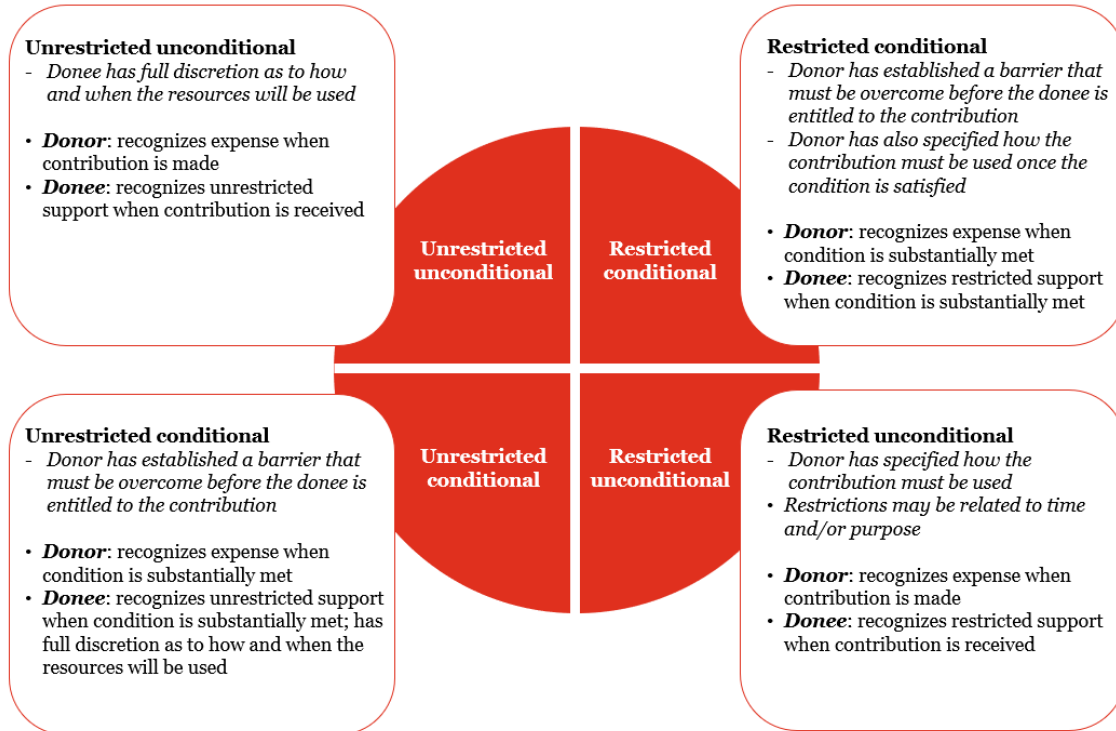 Unrestricted unconditional
- Donee has full discretion as to how
and when the resources will be used
• Donor: recognizes expense when
contribution is made
• Donee: recognizes unrestricted
support when contribution is received
Restricted conditional
- Donor has established a barrier that
must be overcome before the donee is
entitled to the contribution
- Donor has also specified how the
contribution must be used once the
condition is satisfied
• Donor: recognizes expense when
condition is substantially met
• Donee: recognizes restricted support
when condition is substantially met
Unrestricted
unconditional
Restricted
conditional
Unrestricted
conditional
Restricted
unconditional
Unrestricted conditional
- Donor has established a barrier that
must be overcome before the donee is
entitled to the contribution
• Donor: recognizes expense when
condition is substantially met
• Donee: recognizes unrestricted support
when condition is substantially met; has
full discretion as to how and when the
resources will be used
Restricted unconditional
- Donor has specified how the
contribution must be used
• Restrictions may be related to time
and/or purpose
• Donor: recognizes expense when
contribution is made
• Donee: recognizes restricted support
when contribution is received